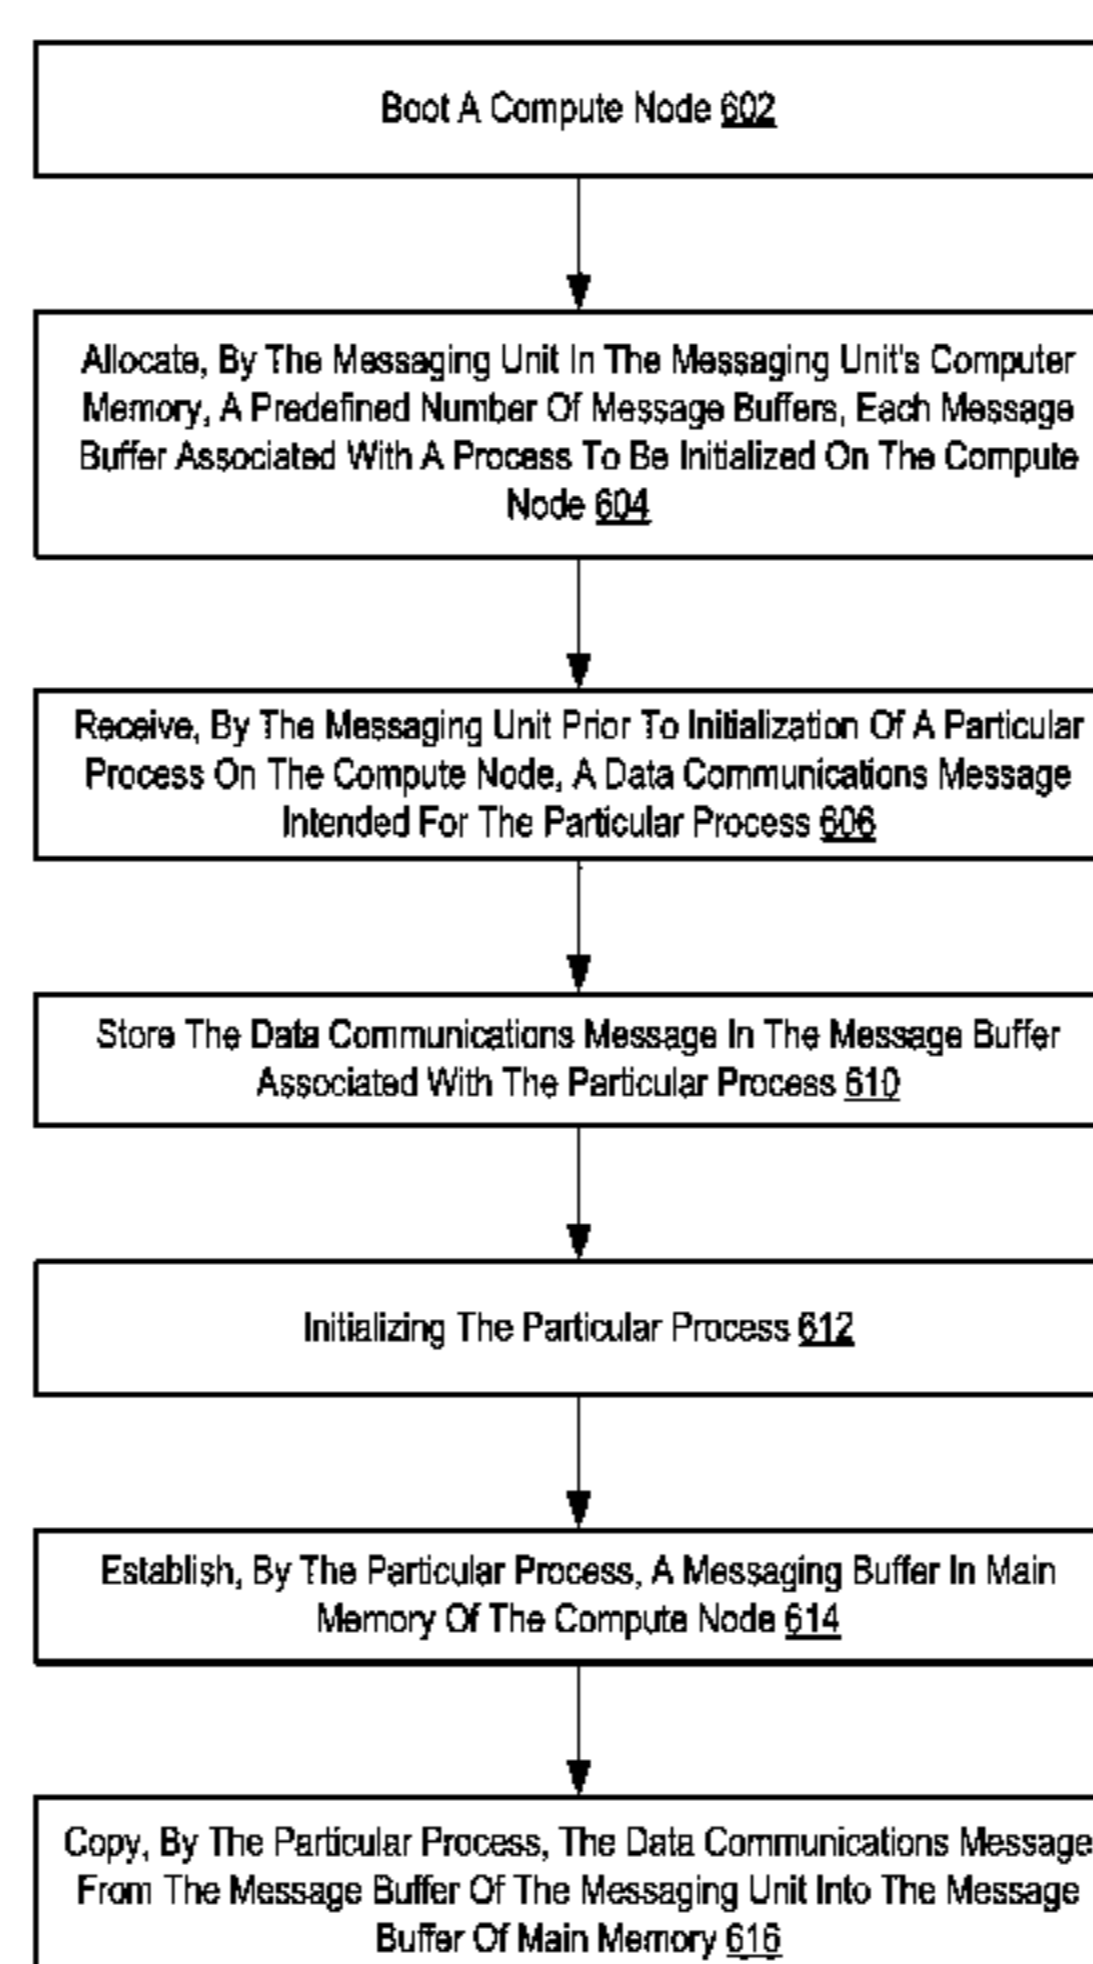 Boot A Compute Node 602
Allocate, By The Messaging Unit In The Messaging Unit's Computer
Memory, A Predefined Number Of Message Buffers, Each Message
Buffer Associated With A Process To Be Initialized On The Compute
Node 604
Receive, By The Messaging Unit Prior To Initialization Of A Particular
Process On The Compute Node, A Data Communications Message
Intended For The Particular Process 606
Store The Data Communications Message In The Message Buffer
Associated With The Particular Process 610
Initializing The Particular Process 612
Establish, By The Particular Process, A Messaging Buffer In Main
Memory Of The Compute Node 614
Copy, By The Particular Process, The Data Communications Message
From The Message Buffer Of The Messaging Unit Into The Message
Buffer Of Main Memory 616